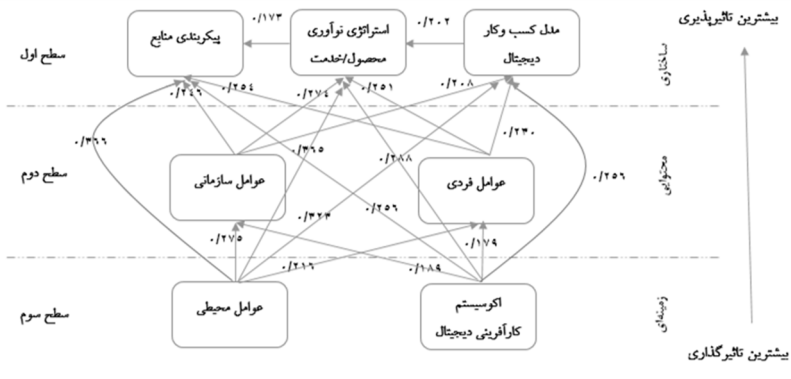 بیشترین تاثیرپذیری
۰/۱۷۳
۰/۲۰۲
سطح اول
پیکربندی منابع
استراتژی نوآوری
محصول/خدمت
مدل کسب و کار
دیجیتال
ساختاری
۰/۲۴۶
۰/۲۵۴
۰/۲۷۴
۰/۲۵۱
۰/۲۰۸
۰/۳۶۶
۰/۳۶۵
۰/۲۸۸
۰/۲۳۰
سطح دوم
عوامل سازمانی
عوامل فردی
۰/۲۵۶
محتوایی
۰/۳۲۳
۰/۲۵۶
۰/۲۷۵
۰/۱۷۹
۰/۲۱۶
۰/۱۸۹
سطح سوم
عوامل محیطی
اکوسیستم
کارآفرینی دیجیتال
زمینه‌ای
بیشترین تاثیرگذاری